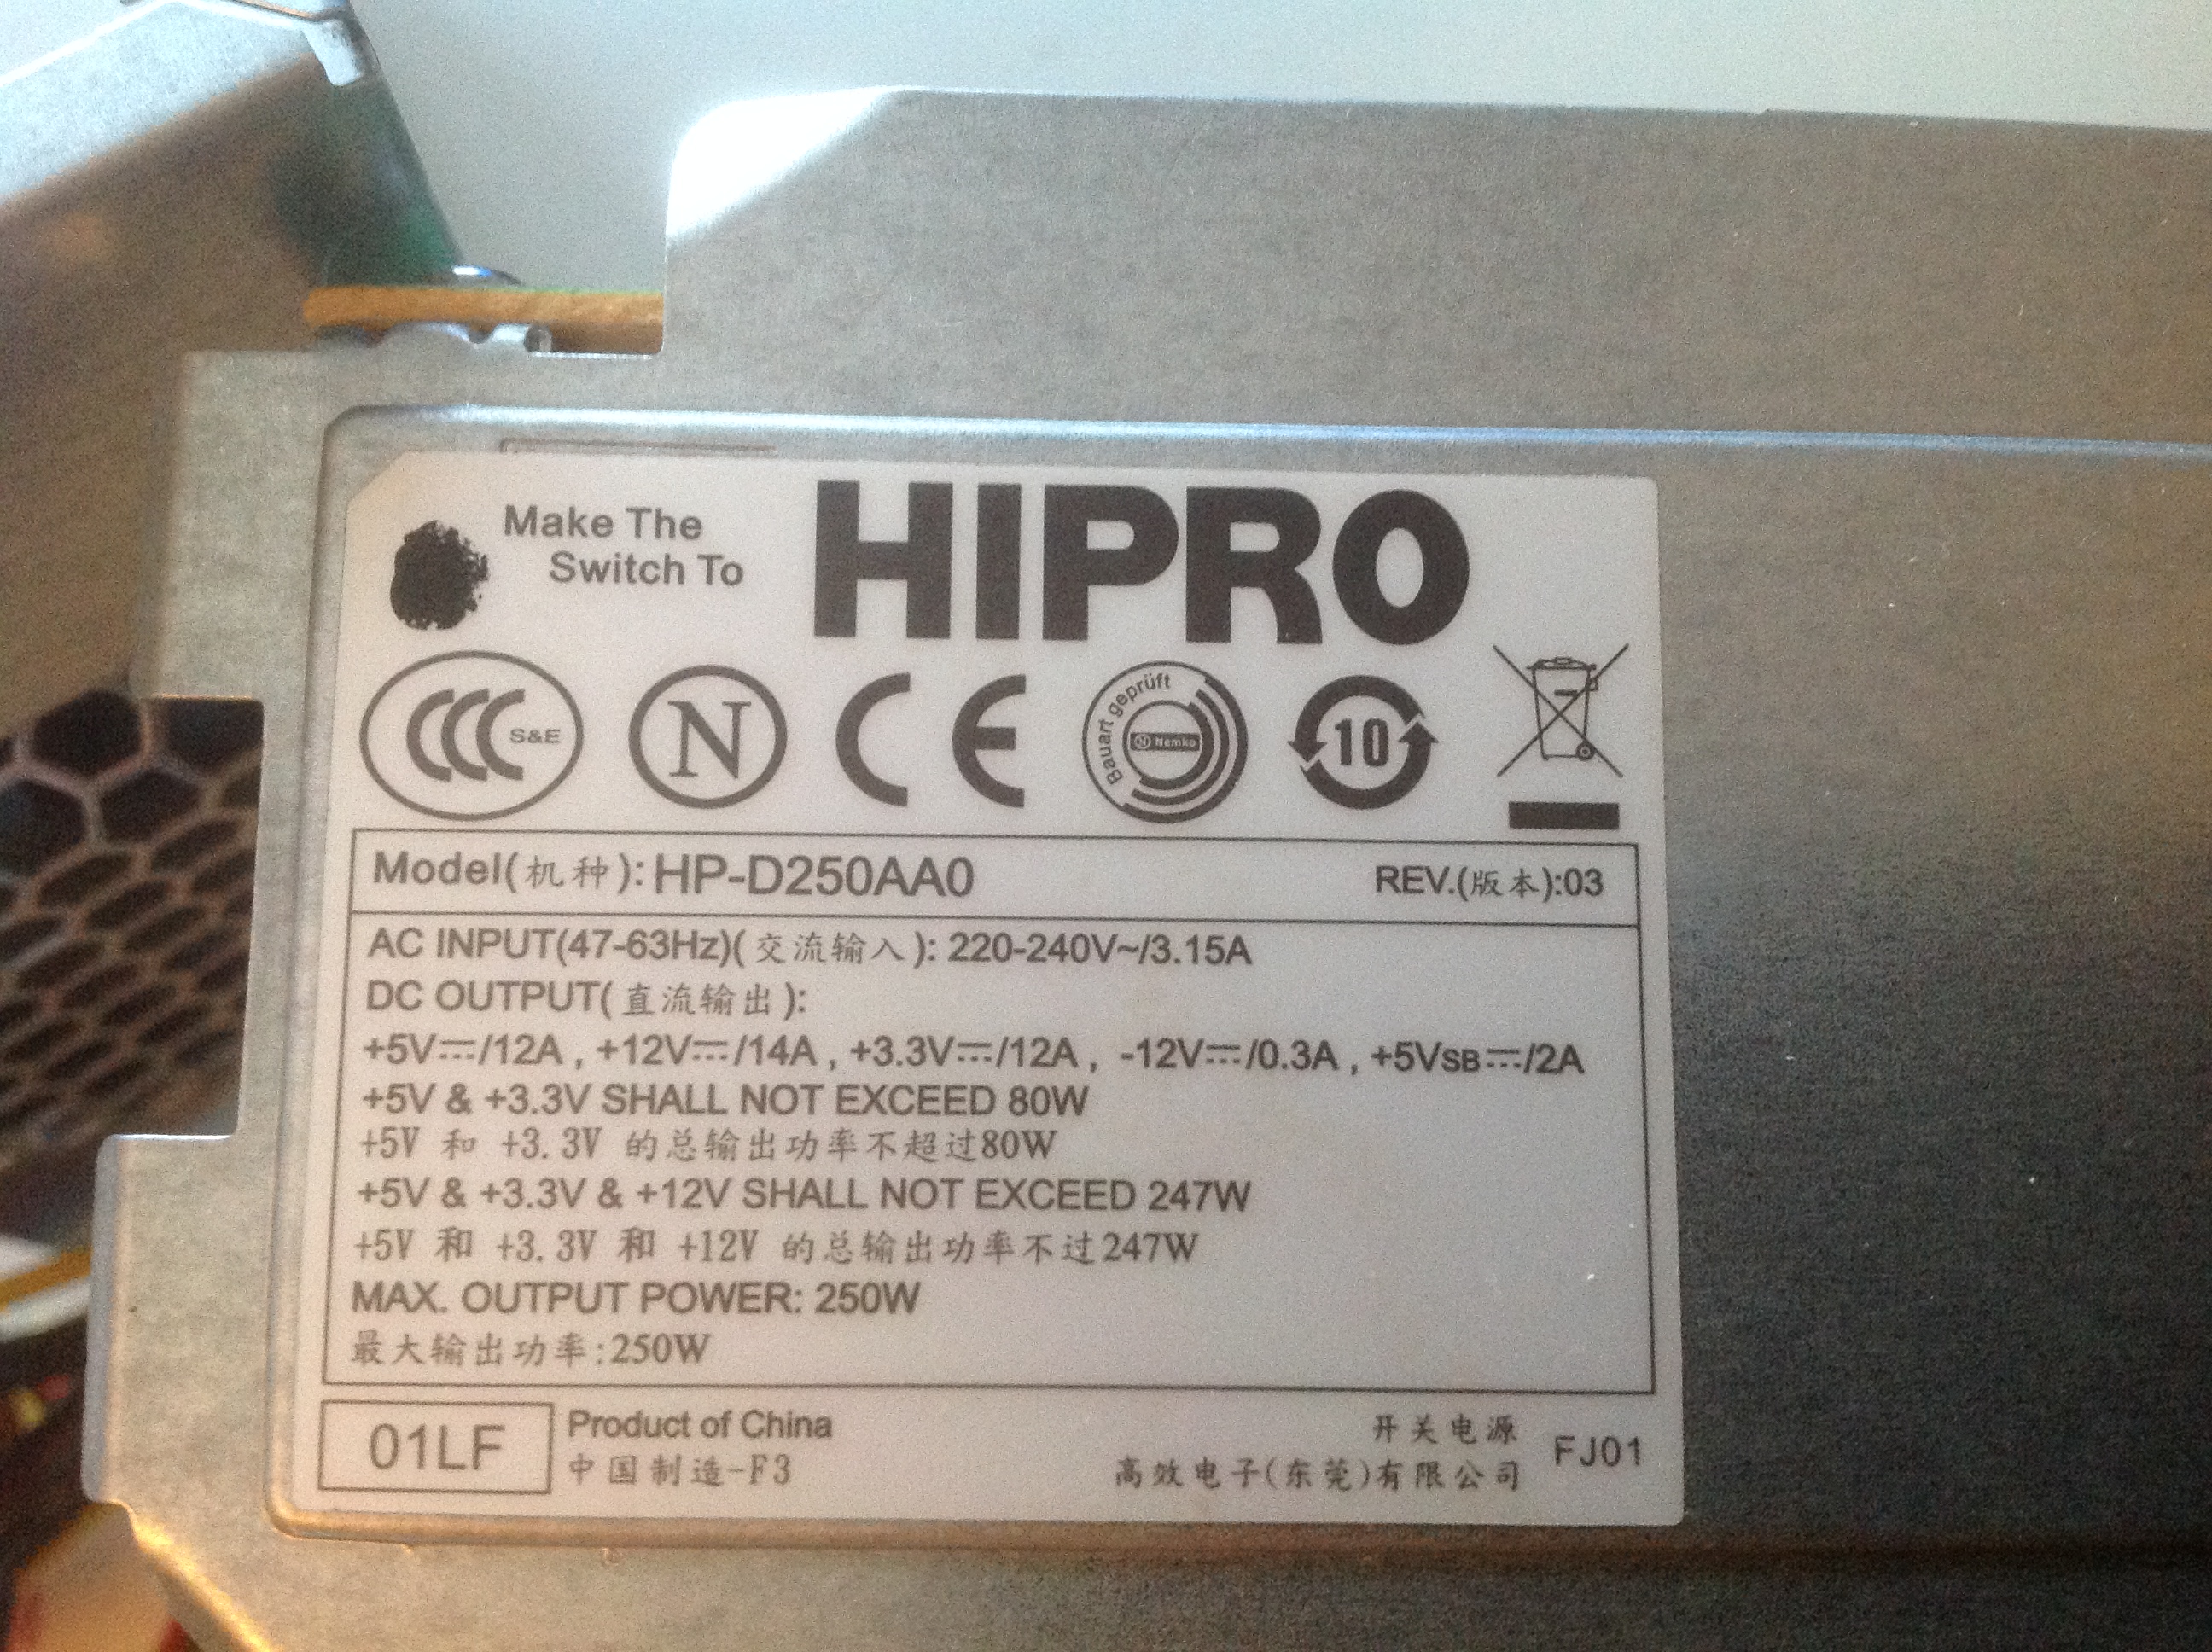 Make The
Switch To
HIPRO
CCC S&E
N
CE
Bauart geprüft
N Nemko
10
Model(机种):HP-D250AA0
REV.(版本):03
AC INPUT(47-63Hz)(交流输入): 220-240V~/3.15A
DC OUTPUT(直流输出):
+5V⎓/12A , +12V⎓/14A , +3.3V⎓/12A , -12V⎓/0.3A , +5VSB⎓/2A
+5V & +3.3V SHALL NOT EXCEED 80W
+5V 和 +3.3V 的总输出功率不超过80W
+5V & +3.3V & +12V SHALL NOT EXCEED 247W
+5V 和 +3.3V 和 +12V 的总输出功率不过247W
MAX. OUTPUT POWER: 250W
最大输出功率:250W
01LF
Product of China
中国制造-F3
开关电源
高效电子(东莞)有限公司
FJ01